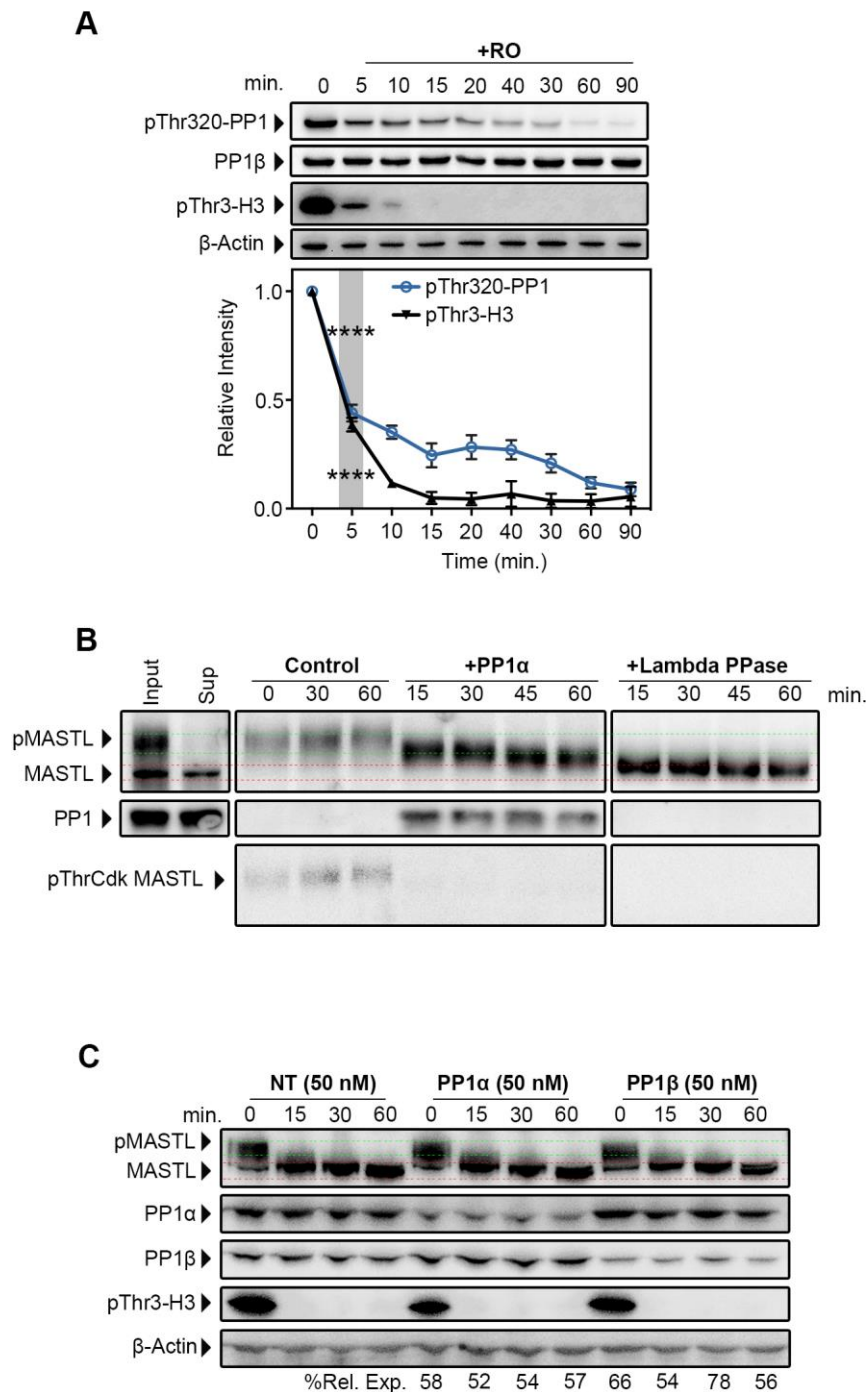 A
+RO
min. 0 5 10 15 20 40 30 60 90
pThr320-PP1
PP1β
pThr3-H3
β-Actin
pThr320-PP1
pThr3-H3
1.0
0.5
0.0
****
****
Relative Intensity
0 5 10 15 20 40 30 60 90
Time (min.)
B
Input Sup Control +PP1α +Lambda PPase
0 30 60 15 30 45 60 15 30 45 60 min.
pMASTL
MASTL
PP1
pThrCdk MASTL
C
NT (50 nM) PP1α (50 nM) PP1β (50 nM)
min. 0 15 30 60 0 15 30 60 0 15 30 60
pMASTL
MASTL
PP1α
PP1β
pThr3-H3
β-Actin
%Rel. Exp. 58 52 54 57 66 54 78 56